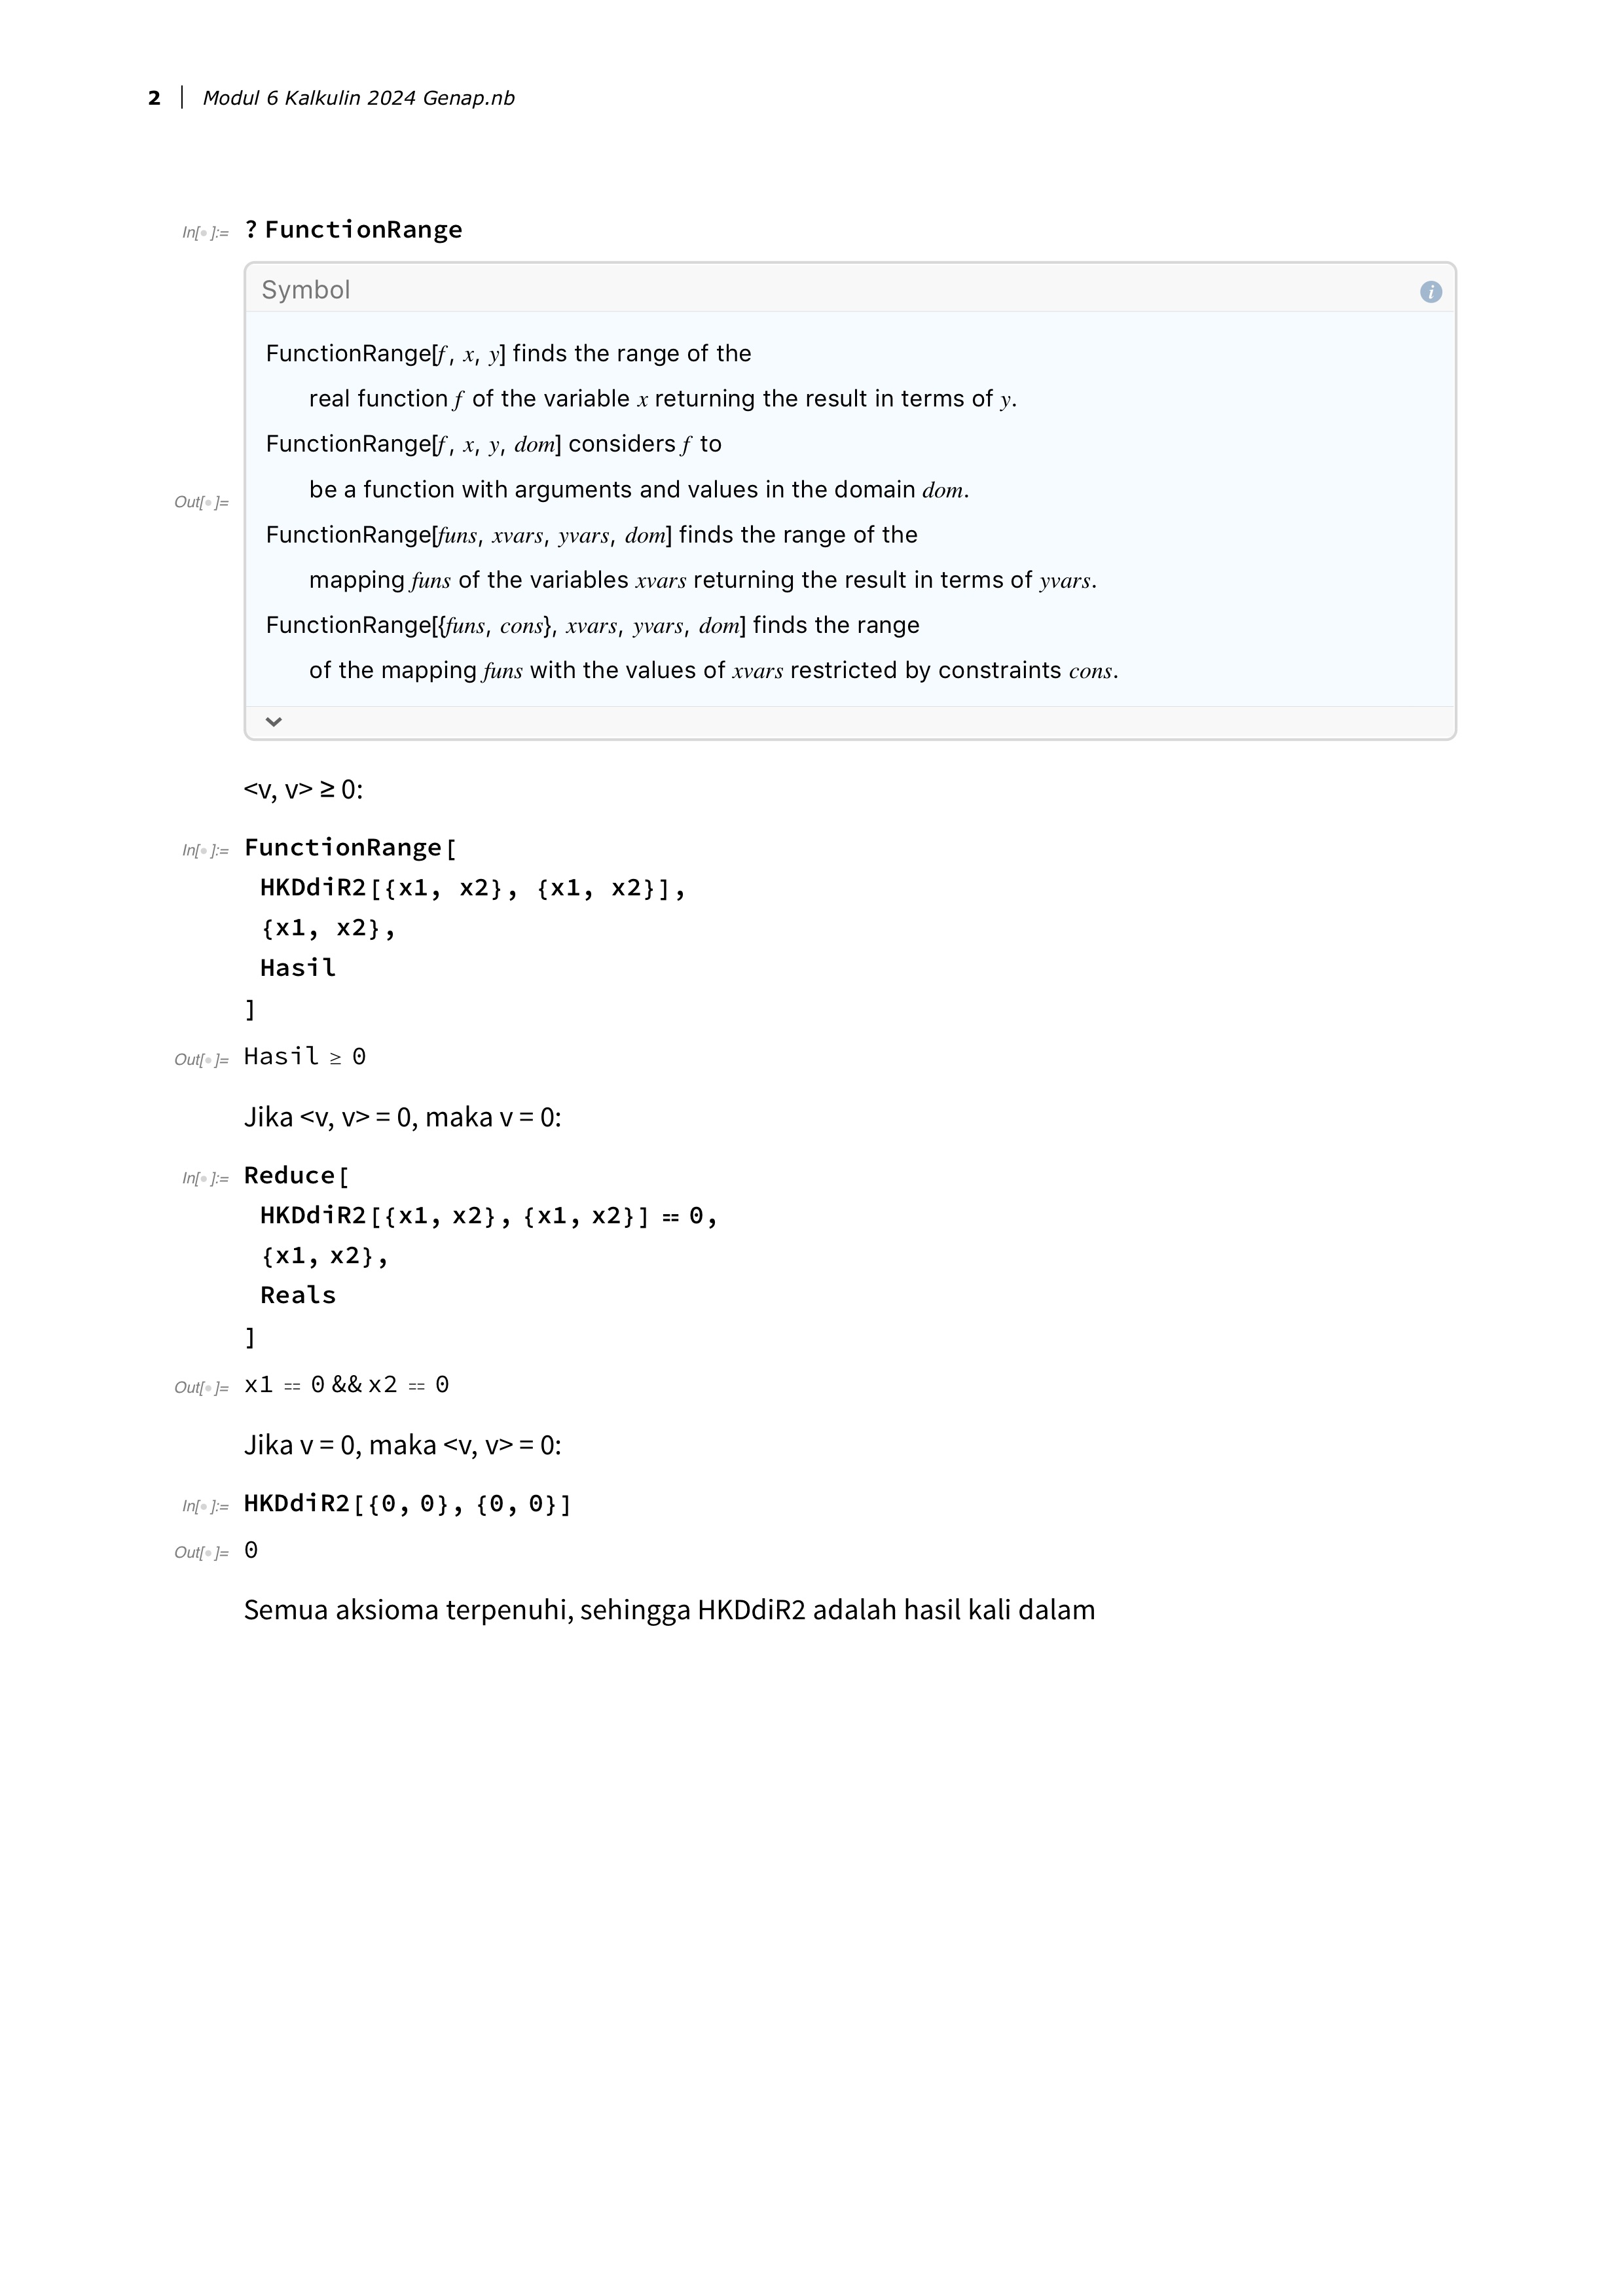 2 | Modul 6 Kalkulin 2024 Genap.nb
In[•]:= ? FunctionRange
Symbol
i
FunctionRange[f, x, y] finds the range of the
real function f of the variable x returning the result in terms of y.
FunctionRange[f, x, y, dom] considers f to
be a function with arguments and values in the domain dom.
Out[•]=
FunctionRange[funs, xvars, yvars, dom] finds the range of the
mapping funs of the variables xvars returning the result in terms of yvars.
FunctionRange[{funs, cons}, xvars, yvars, dom] finds the range
of the mapping funs with the values of xvars restricted by constraints cons.
<v, v> ≥ 0:
In[•]:= FunctionRange[
HKDdiR2[{x1, x2}, {x1, x2}],
{x1, x2},
Hasil
]
Out[•]= Hasil ≥ 0
Jika <v, v> = 0, maka v = 0:
In[•]:= Reduce[
HKDdiR2[{x1, x2}, {x1, x2}] == 0,
{x1, x2},
Reals
]
Out[•]= x1 == 0 && x2 == 0
Jika v = 0, maka <v, v> = 0:
In[•]:= HKDdiR2[{0, 0}, {0, 0}]
Out[•]= 0
Semua aksioma terpenuhi, sehingga HKDdiR2 adalah hasil kali dalam